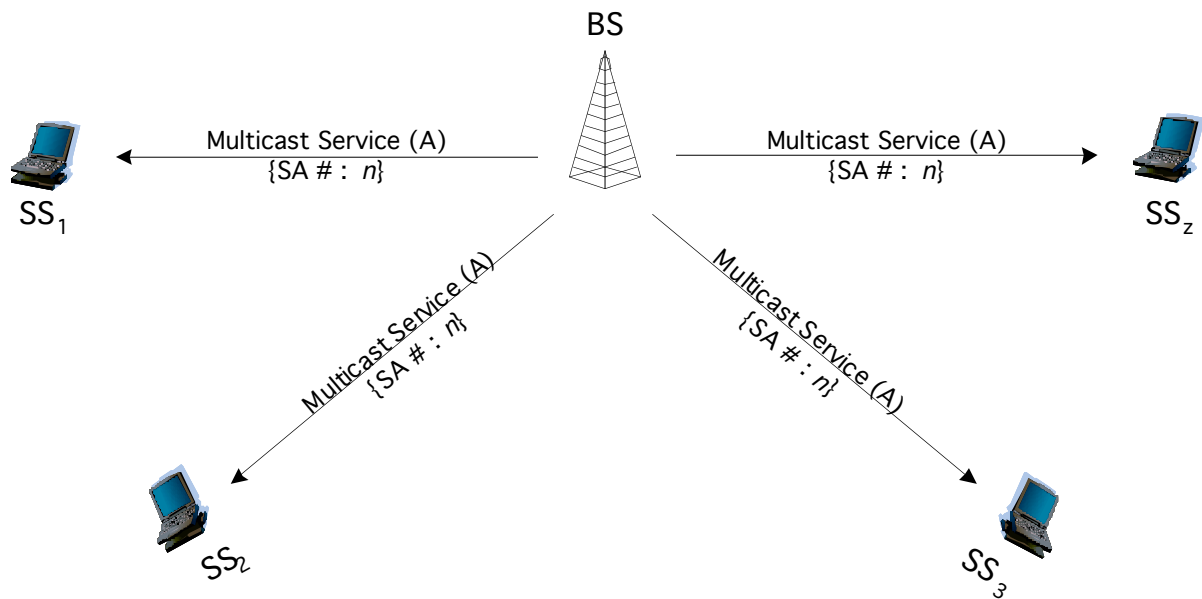 BS
Multicast Service (A)
{SA # : n}
SS1
Multicast Service (A)
{SA # : n}
SSz
Multicast Service (A)
{SA # : n}
SS2
Multicast Service (A)
{SA # : n}
SS3